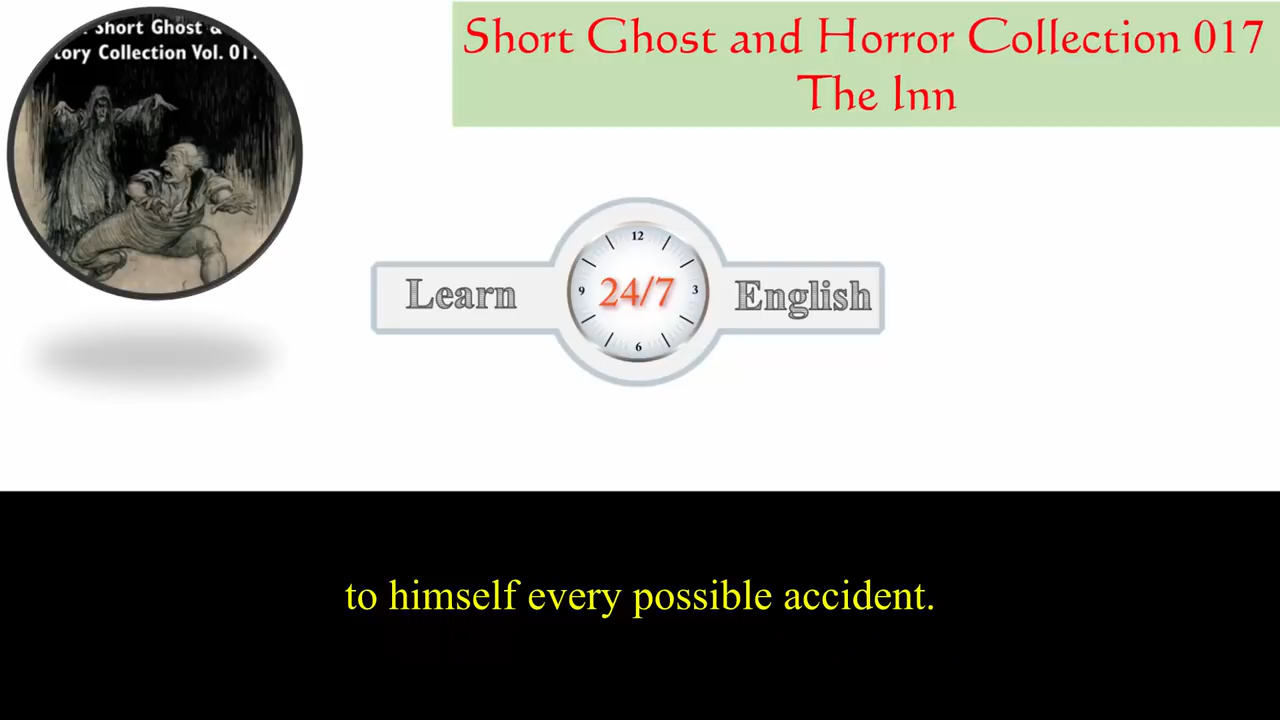 Short Ghost &
tory Collection Vol. 01
Short Ghost and Horror Collection 017
The Inn
12
Learn
9
24/7
3
English
6
to himself every possible accident.